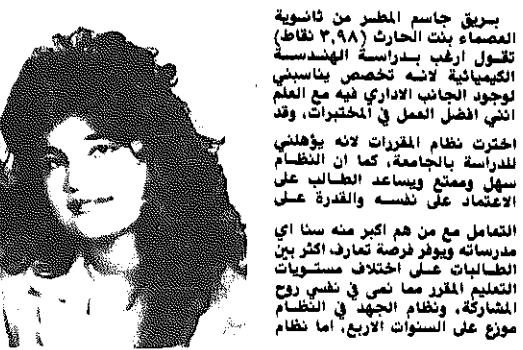 بريق جاسم المطير من ثانوية
العصماء بنت الحارث (٣,٩٨ نقاط)
تقول ارغب بدراسة الهندسة
الكيميائية لانه تخصص يناسبني
لوجود الجانب الاداري فيه مع العلم
انني افضل العمل في المختبرات، وقد
اخترت نظام المقررات لانه يؤهلني
للدراسة بالجامعة، كما ان النظام
سهل وممتع ويساعد الطالب على
الاعتماد على نفسه والقدرة على
التعامل مع من هم اكبر منه سنا اي
مدرساته ويوفر فرصة تعارف اكثر بين
الطالبات على اختلاف مستويات
التعليم المقرر مما نمى في نفسي روح
المشاركة، ونظام الجهد في النظام
موزع على السنوات الاربع، اما نظام